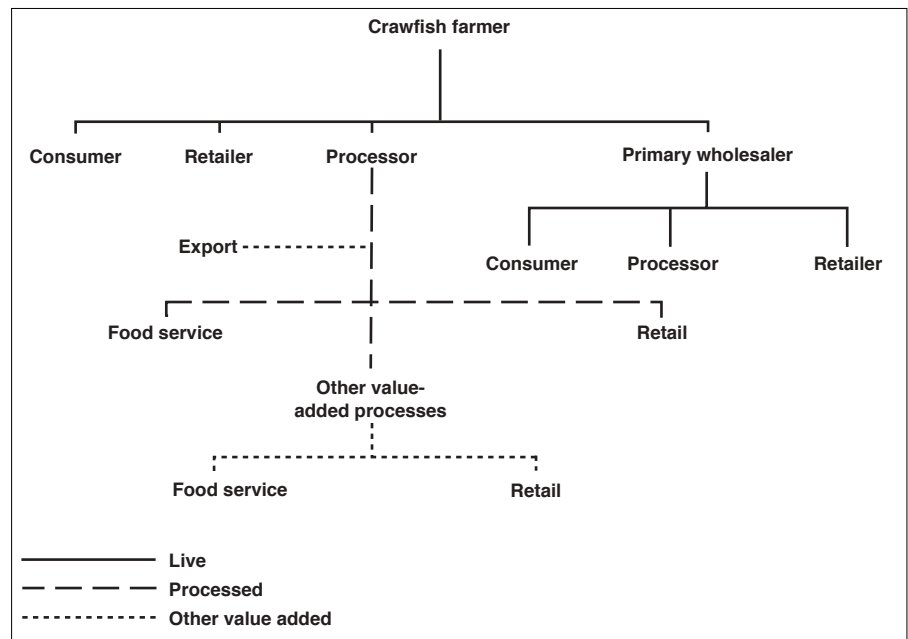 Crawfish farmer
Consumer Retailer Processor Primary wholesaler
Export
Consumer Processor Retailer
Food service Retail
Other value-
added processes
Food service Retail
Live
Processed
Other value added